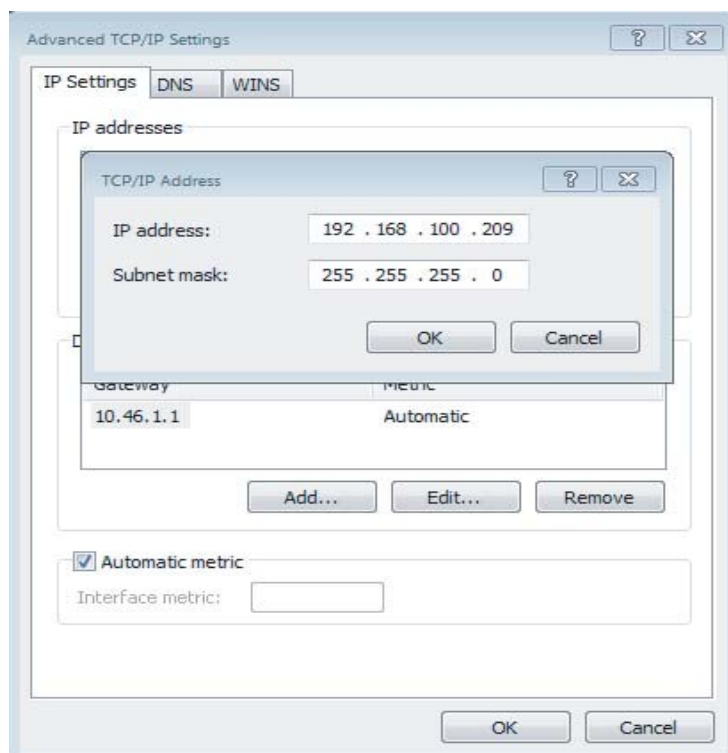 Advanced TCP/IP Settings
IP Settings DNS WINS
IP addresses
TCP/IP Address
IP address: 192 . 168 . 100 . 209
Subnet mask: 255 . 255 . 255 . 0
OK Cancel
Gateway Metric
10.46.1.1 Automatic
Add... Edit... Remove
Automatic metric
Interface metric:
OK Cancel